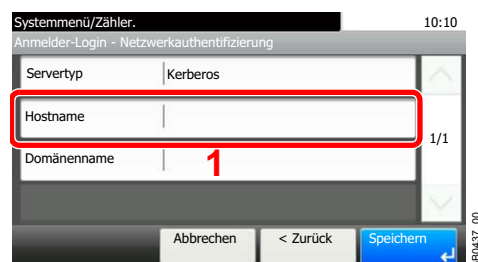 Systemmenü/Zähler.
10:10
Anmelder-Login - Netzwerkauthentifizierung
Servertyp
Kerberos
Hostname
1/1
Domänenname
1
Abbrechen
< Zurück
Speichern